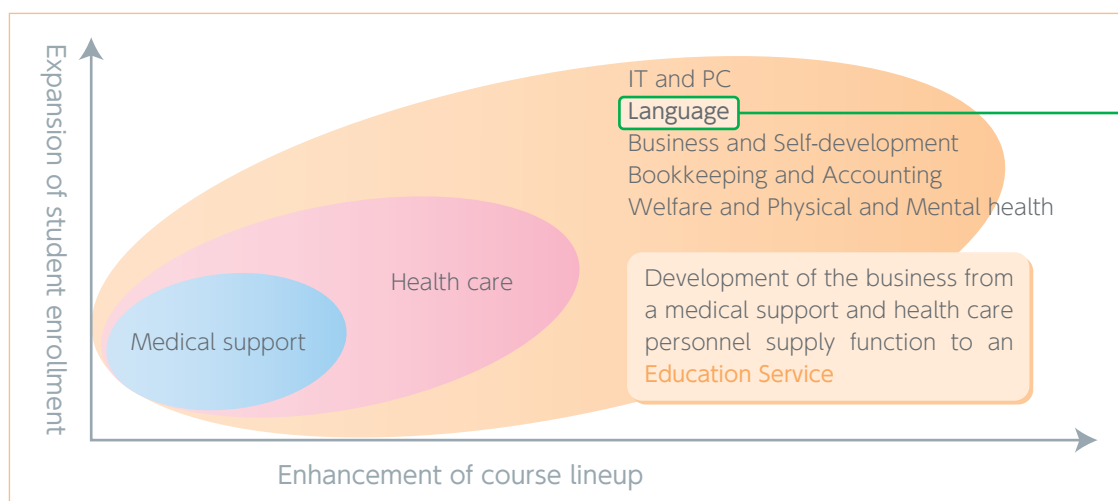 Expansion of student enrollment
IT and PC
Language
Business and Self-development
Bookkeeping and Accounting
Welfare and Physical and Mental health
Health care
Medical support
Development of the business from
a medical support and health care
personnel supply function to an
Education Service
Enhancement of course lineup